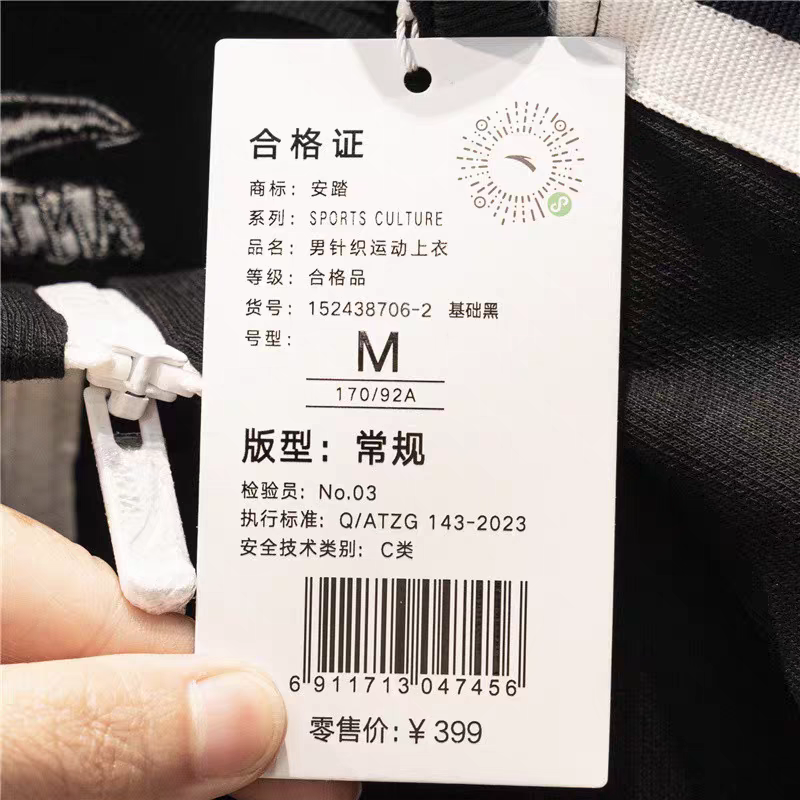 合格证
商标：安踏
系列：SPORTS CULTURE
品名：男针织运动上衣
等级：合格品
货号：152438706-2 基础黑
号型：M
170/92A
版型：常规
检验员：No.03
执行标准：Q/ATZG 143-2023
安全技术类别：C类
6 911713 047456
零售价:￥399